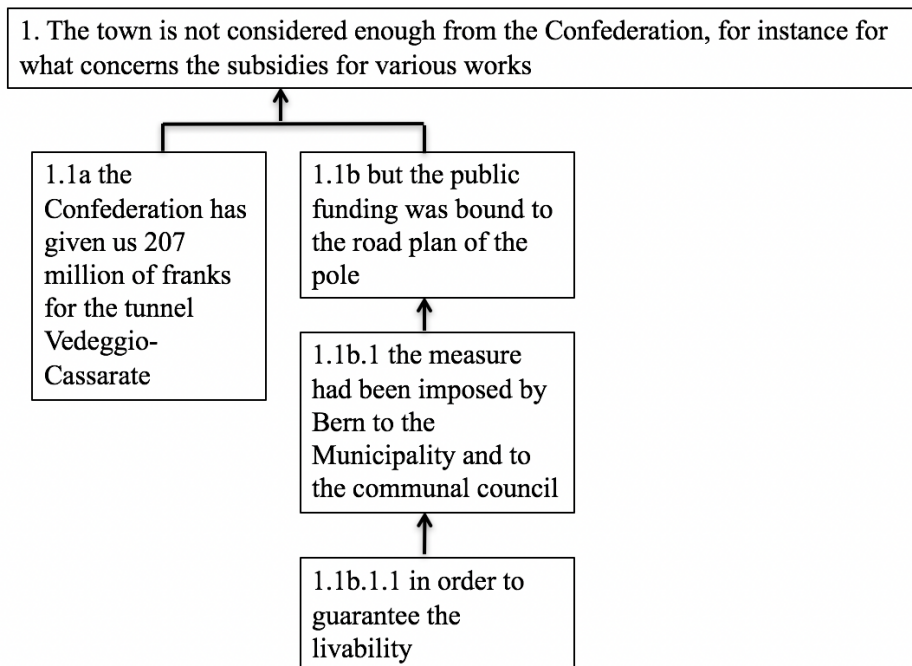 1. The town is not considered enough from the Confederation, for instance for
what concerns the subsidies for various works
1.1a the
Confederation has
given us 207
million of franks
for the tunnel
Vedeggio-
Cassarate
1.1b but the public
funding was bound to
the road plan of the
pole
1.1b.1 the measure
had been imposed by
Bern to the
Municipality and to
the communal council
1.1b.1.1 in order to
guarantee the
livability